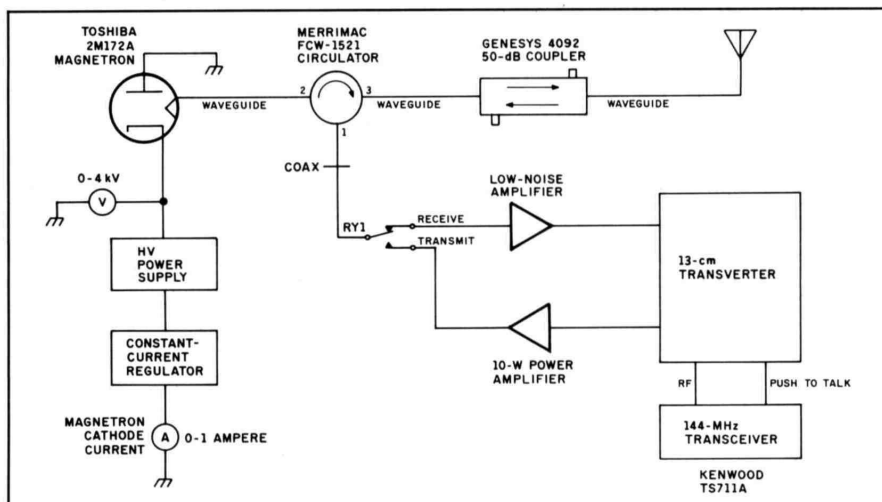 TOSHIBA
2M172A
MAGNETRON
MERRIMAC
FCW-1521
CIRCULATOR
GENESYS 4092
50-dB COUPLER
2
3
1
WAVEGUIDE
WAVEGUIDE
WAVEGUIDE
COAX
0-4kV
V
LOW-NOISE
AMPLIFIER
RY1
RECEIVE
TRANSMIT
HV
POWER
SUPPLY
13-cm
TRANSVERTER
CONSTANT-
CURRENT
REGULATOR
10-W POWER
AMPLIFIER
RF
PUSH TO TALK
MAGNETRON
CATHODE
CURRENT
A
0-1 AMPERE
144-MHz
TRANSCEIVER
KENWOOD
TS711A